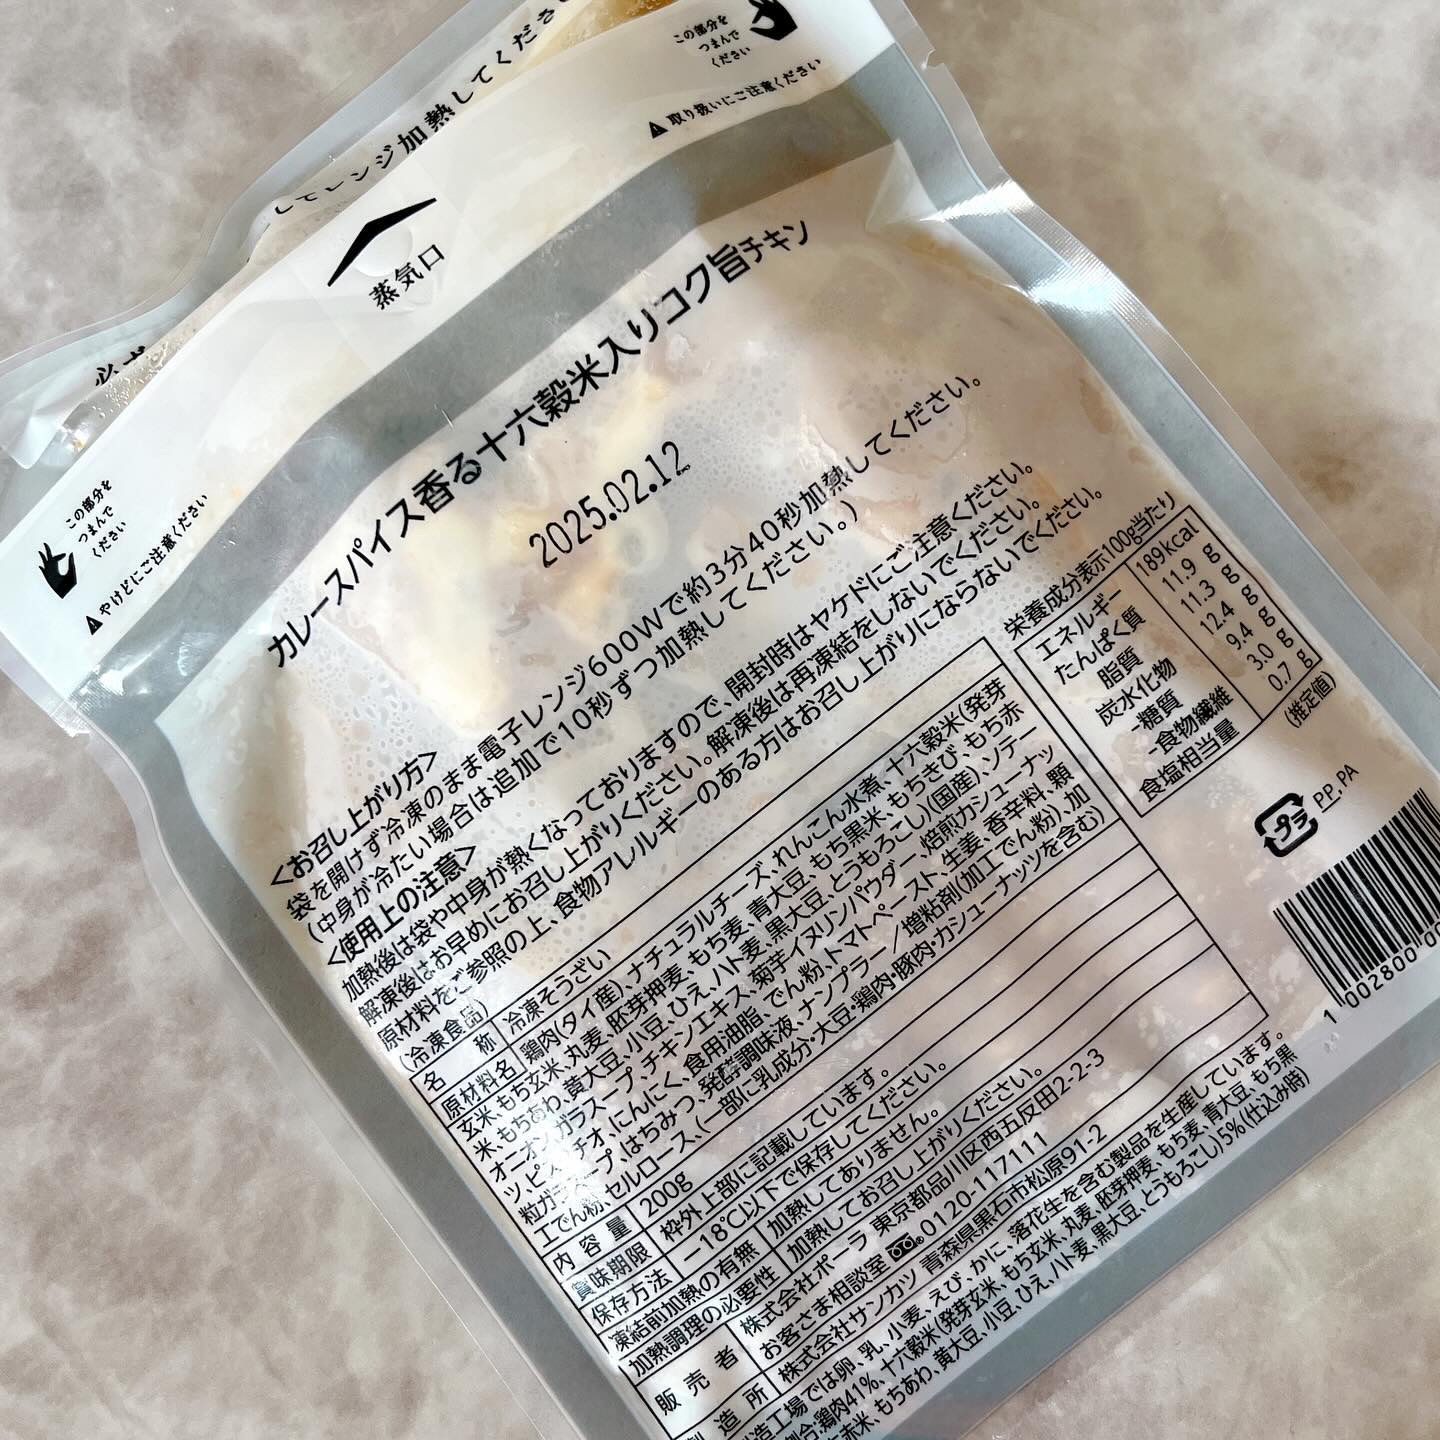 してレンジ加熱してください
必ず
この部分を
つまんで
ください
▲取り扱いにご注意ください
蒸気口
この部分を
つまんで
ください
▲やけどにご注意ください
カレースパイス香る十六穀米入りコク旨チキン
2025.02.12
<お召し上がり方>
袋を開けず冷凍のまま電子レンジ600Wで約3分40秒加熱してください。
(中身が冷たい場合は追加で10秒ずつ加熱してください。)
<使用上の注意>
加熱後は袋や中身が熱くなっておりますので、開封時はヤケドにご注意ください。
解凍後はお早めにお召し上がりください。解凍後は再凍結をしないでください。
原材料をご参照の上、食物アレルギーのある方はお召し上がりにならないでください。
(冷凍食品)
名称 冷凍そうざい
原材料名 鶏肉(タイ産)、ナチュラルチーズ、れんこん水煮、十六穀米(発芽
玄米、もち玄米、丸麦、胚芽押麦、もち麦、青大豆、もち黒米、もちきび、もち赤
米、もちあわ、黄大豆、小豆、ひえ、ハト麦、黒大豆、とうもろこし)(国産)、ソテー
オニオン、ガラスープ、チキンエキス、菊芋イヌリンパウダー、焙煎カシューナッ
ツ、ピスタチオ、にんにく、食用油脂、でん粉、トマトペースト、生姜、香辛料、顆
粒ガラスープ、はちみつ、発酵調味液、ナンプラー/増粘剤(加工でん粉)、加
工でん粉、セルロース、(一部に乳成分・大豆・鶏肉・豚肉・カシューナッツを含む)
内容量 200g
賞味期限 枠外上部に記載しています。
保存方法 -18℃以下で保存してください。
凍結前加熱の有無 加熱してありません。
加熱調理の必要性 加熱してお召し上がりください。
販売者 株式会社ポーラ 東京都品川区西五反田2-2-3
お客さま相談室 0120-117111
造所 株式会社サンカツ 青森県黒石市松原91-2
造工場では卵、乳、小麦、えび、かに、落花生を含む製品を生産しています。
割合:鶏肉41%、十六穀米(発芽玄米、もち玄米、丸麦、胚芽押麦、もち麦、青大豆、もち黒
赤米、もちあわ、黄大豆、小豆、ひえ、ハト麦、黒大豆、とうもろこし)5%(仕込み時)
栄養成分表示100g当たり
エネルギー 189kcal
たんぱく質 11.9 g
脂質 11.3 g
炭水化物 12.4 g
-糖質 9.4 g
-食物繊維 3.0 g
食塩相当量 0.7 g
(推定値)
プラ
PP,PA
1 002800 00